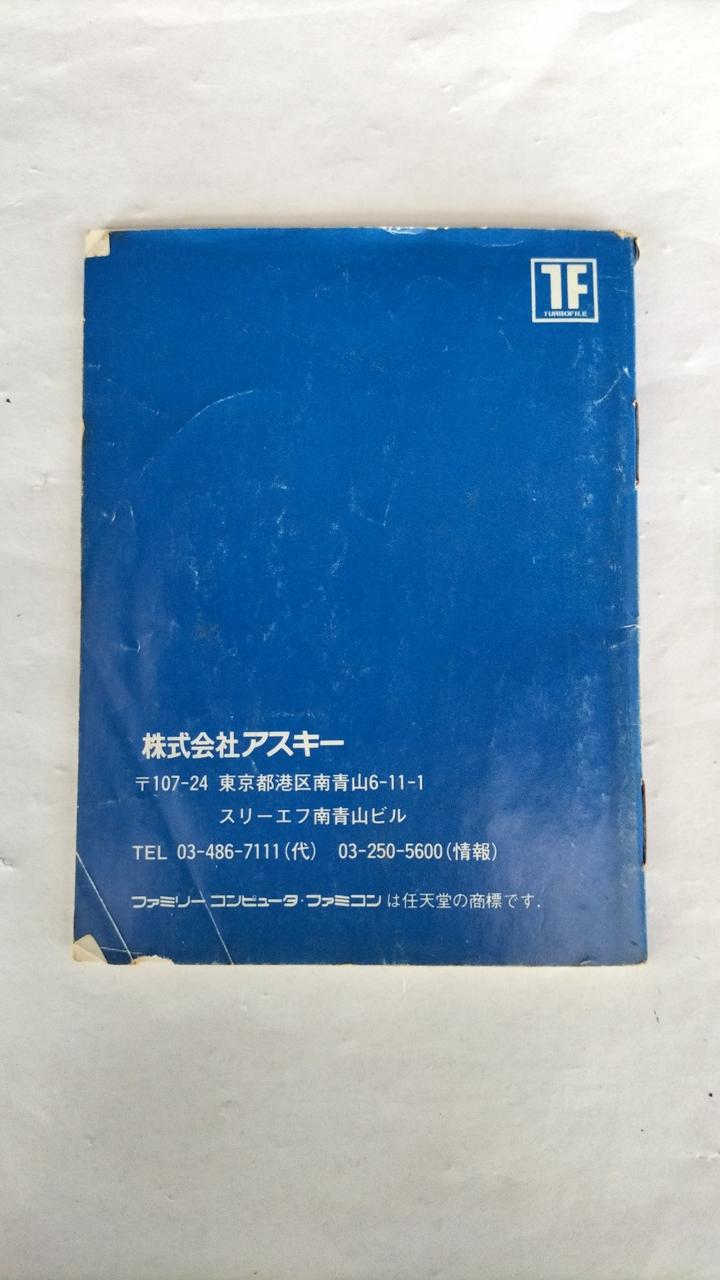 TF
TURBOFILE
株式会社アスキー
〒107-24 東京都港区南青山6-11-1
スリーエフ南青山ビル
TEL 03-486-7111(代) 03-250-5600(情報)
ファミリーコンピュータ・ファミコンは任天堂の商標です.